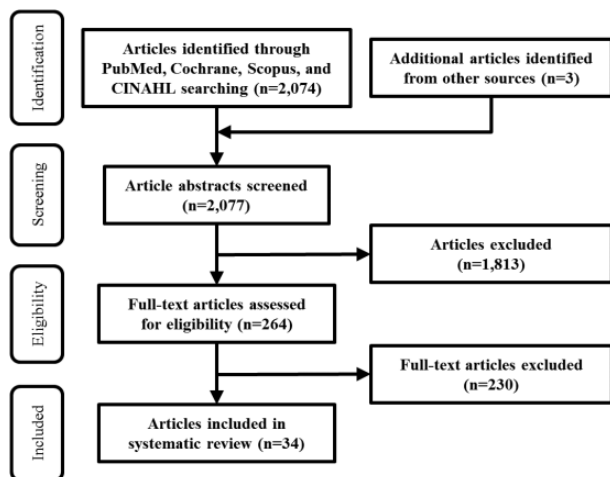 Identification
Articles identified through
PubMed, Cochrane, Scopus, and
CINAHL searching (n=2,074)
Additional articles identified
from other sources (n=3)
Screening
Article abstracts screened
(n=2,077)
Articles excluded
(n=1,813)
Eligibility
Full-text articles assessed
for eligibility (n=264)
Full-text articles excluded
(n=230)
Included
Articles included in
systematic review (n=34)